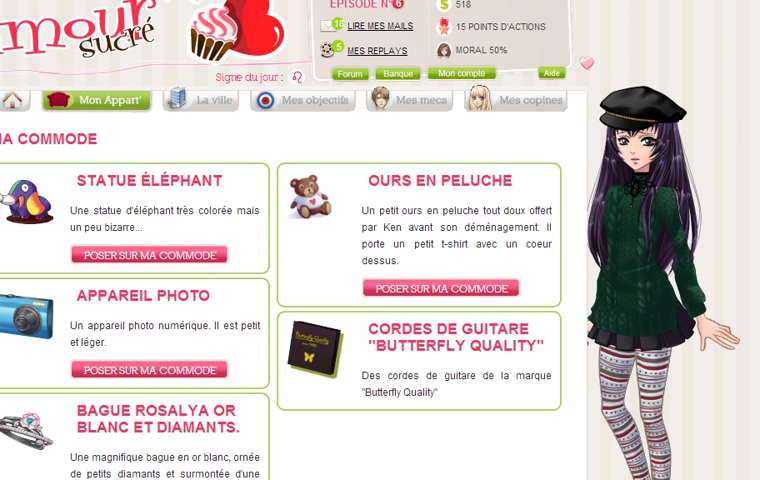 mour
sucré
Signe du jour :
EPISODE N° 6
18 LIRE MES MAILS
5 MES REPLAYS
$ 518
15 POINTS D'ACTIONS
MORAL 50%
Forum Banque Mon compte Aide
Mon Appart' La ville Mes objectifs Mes mecs Mes copines
MA COMMODE
STATUE ÉLÉPHANT
Une statue d'éléphant très colorée mais
un peu bizarre...
POSER SUR MA COMMODE
APPAREIL PHOTO
Un appareil photo numérique. Il est petit
et léger.
POSER SUR MA COMMODE
BAGUE ROSALYA OR
BLANC ET DIAMANTS.
Une magnifique bague en or blanc, ornée
de petits diamants et surmontée d'une
OURS EN PELUCHE
Un petit ours en peluche tout doux offert
par Ken avant son déménagement. Il
porte un petit t-shirt avec un coeur
dessus.
POSER SUR MA COMMODE
Butterfly Quality
CORDES DE GUITARE
"BUTTERFLY QUALITY"
Des cordes de guitare de la marque
"Butterfly Quality"